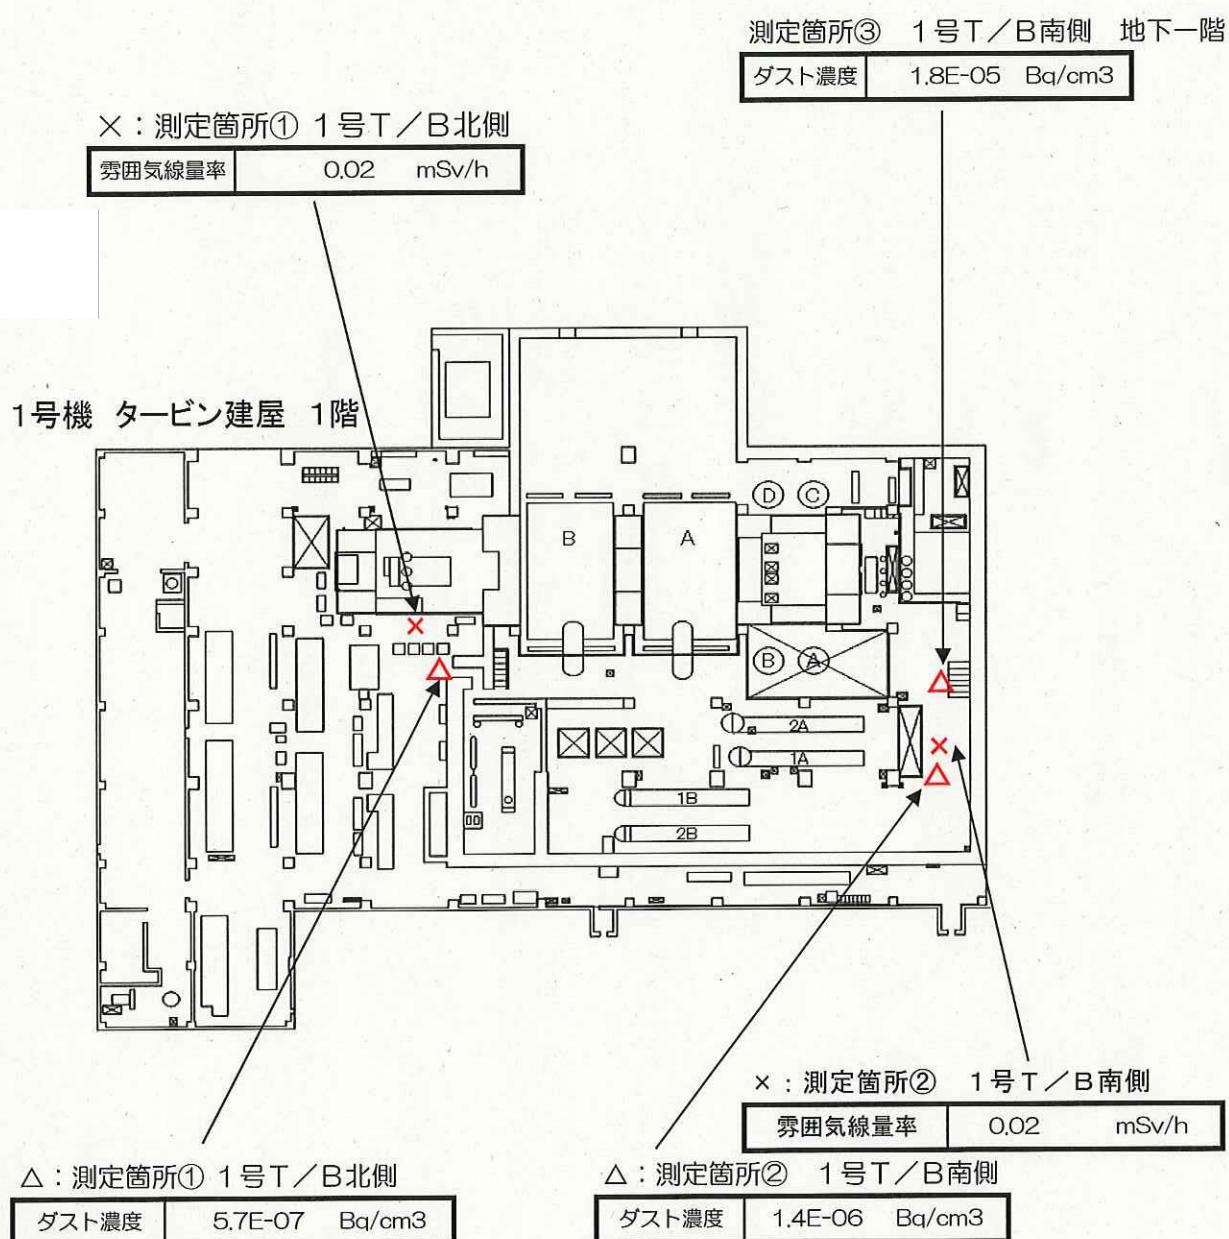 測定箇所③ 1号T/B南側 地下一階
ダスト濃度 1.8E-05 Bq/cm3
×:測定箇所① 1号T/B北側
雰囲気線量率 0.02 mSv/h
1号機 タービン建屋 1階
D C
B A
B A
2A
1A
1B
2B
×:測定箇所② 1号T/B南側
雰囲気線量率 0.02 mSv/h
△:測定箇所① 1号T/B北側
ダスト濃度 5.7E-07 Bq/cm3
△:測定箇所② 1号T/B南側
ダスト濃度 1.4E-06 Bq/cm3